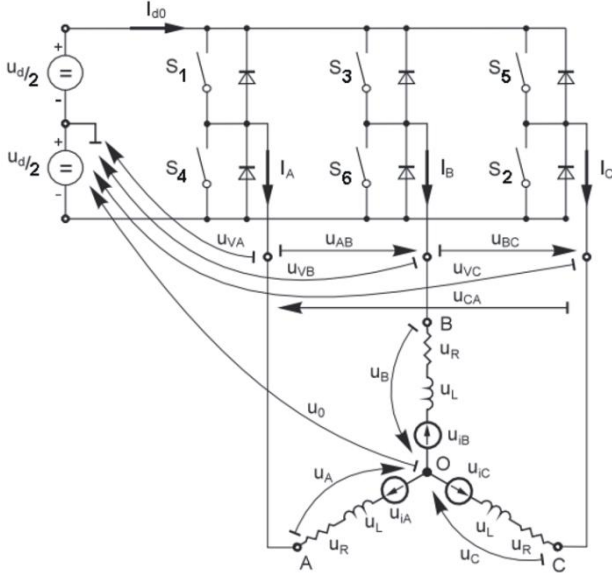 I_d0
+
u_d/2
-
+
u_d/2
-
S_1
S_3
S_5
S_4
S_6
S_2
I_A
I_B
I_C
u_VA
u_AB
u_BC
u_VB
u_VC
u_CA
B
u_R
u_B
u_L
u_0
u_iB
u_A
O
u_iC
u_iA
u_L
u_L
u_R
u_C
u_R
A
C